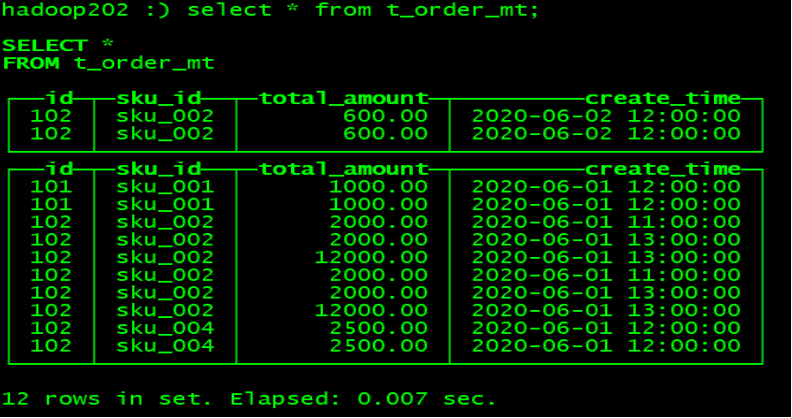 hadoop202 :) select * from t_order_mt;
SELECT *
FROM t_order_mt
id sku_id total_amount create_time
102 sku_002 600.00 2020-06-02 12:00:00
102 sku_002 600.00 2020-06-02 12:00:00
id sku_id total_amount create_time
101 sku_001 1000.00 2020-06-01 12:00:00
101 sku_001 1000.00 2020-06-01 12:00:00
102 sku_002 2000.00 2020-06-01 11:00:00
102 sku_002 2000.00 2020-06-01 13:00:00
102 sku_002 12000.00 2020-06-01 13:00:00
102 sku_002 2000.00 2020-06-01 11:00:00
102 sku_002 2000.00 2020-06-01 13:00:00
102 sku_002 12000.00 2020-06-01 13:00:00
102 sku_004 2500.00 2020-06-01 12:00:00
102 sku_004 2500.00 2020-06-01 12:00:00
12 rows in set. Elapsed: 0.007 sec.